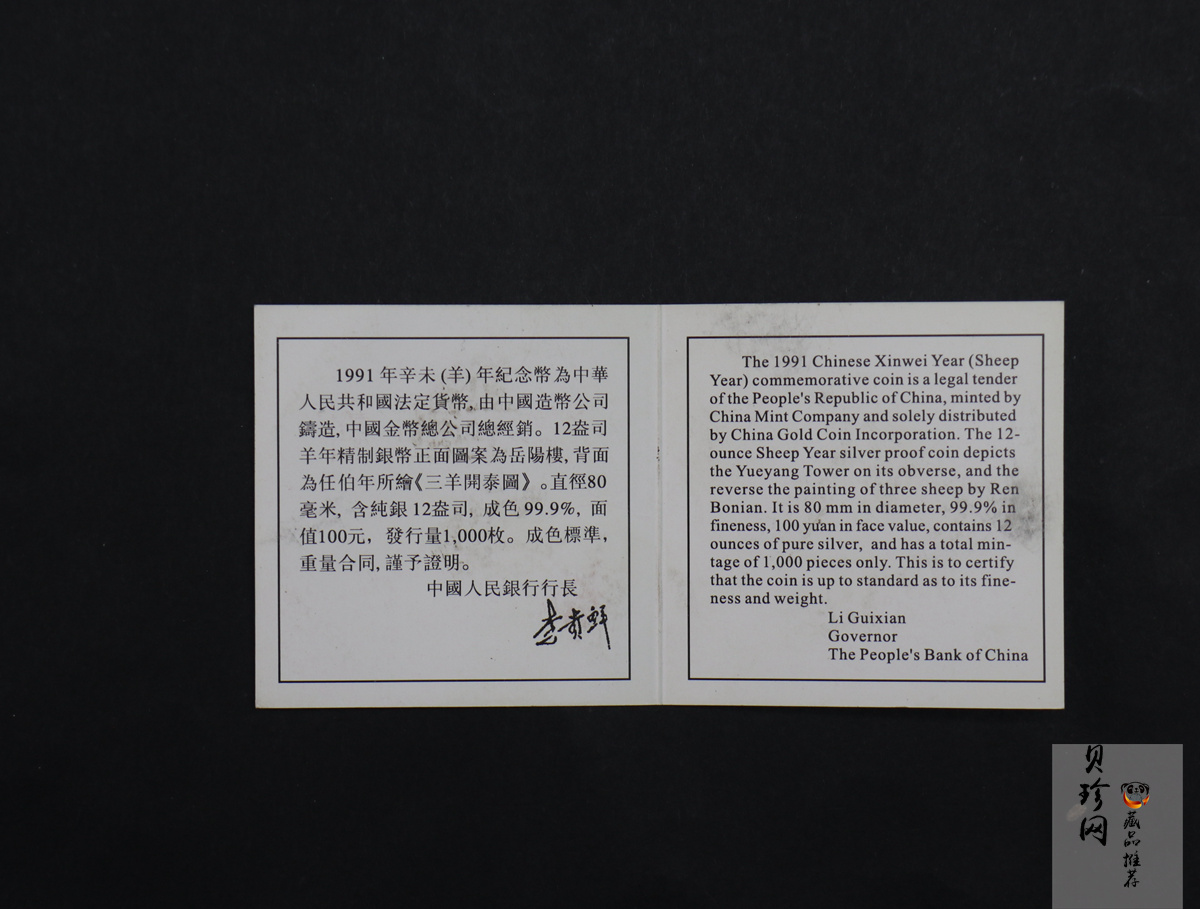 1991年辛未(羊)年紀念幣為中華
人民共和國法定貨幣,由中國造幣公司
鑄造,中國金幣總公司總經銷。12盎司
羊年精制銀幣正面圖案為岳陽樓,背面
為任伯年所繪《三羊開泰圖》。直徑80
毫米,含純銀12盎司,成色99.9%,面
值100元,發行量1,000枚。成色標準,
重量合同,謹予證明。
中國人民銀行行長
李貴鮮
The 1991 Chinese Xinwei Year (Sheep
Year) commemorative coin is a legal tender
of the People's Republic of China, minted by
China Mint Company and solely distributed
by China Gold Coin Incorporation. The 12-
ounce Sheep Year silver proof coin depicts
the Yueyang Tower on its obverse, and the
reverse the painting of three sheep by Ren
Bonian. It is 80 mm in diameter, 99.9% in
fineness, 100 yuan in face value, contains 12
ounces of pure silver, and has a total min-
tage of 1,000 pieces only. This is to certify
that the coin is up to standard as to its fine-
ness and weight.
Li Guixian
Governor
The People's Bank of China
贝珍网
藏品推荐